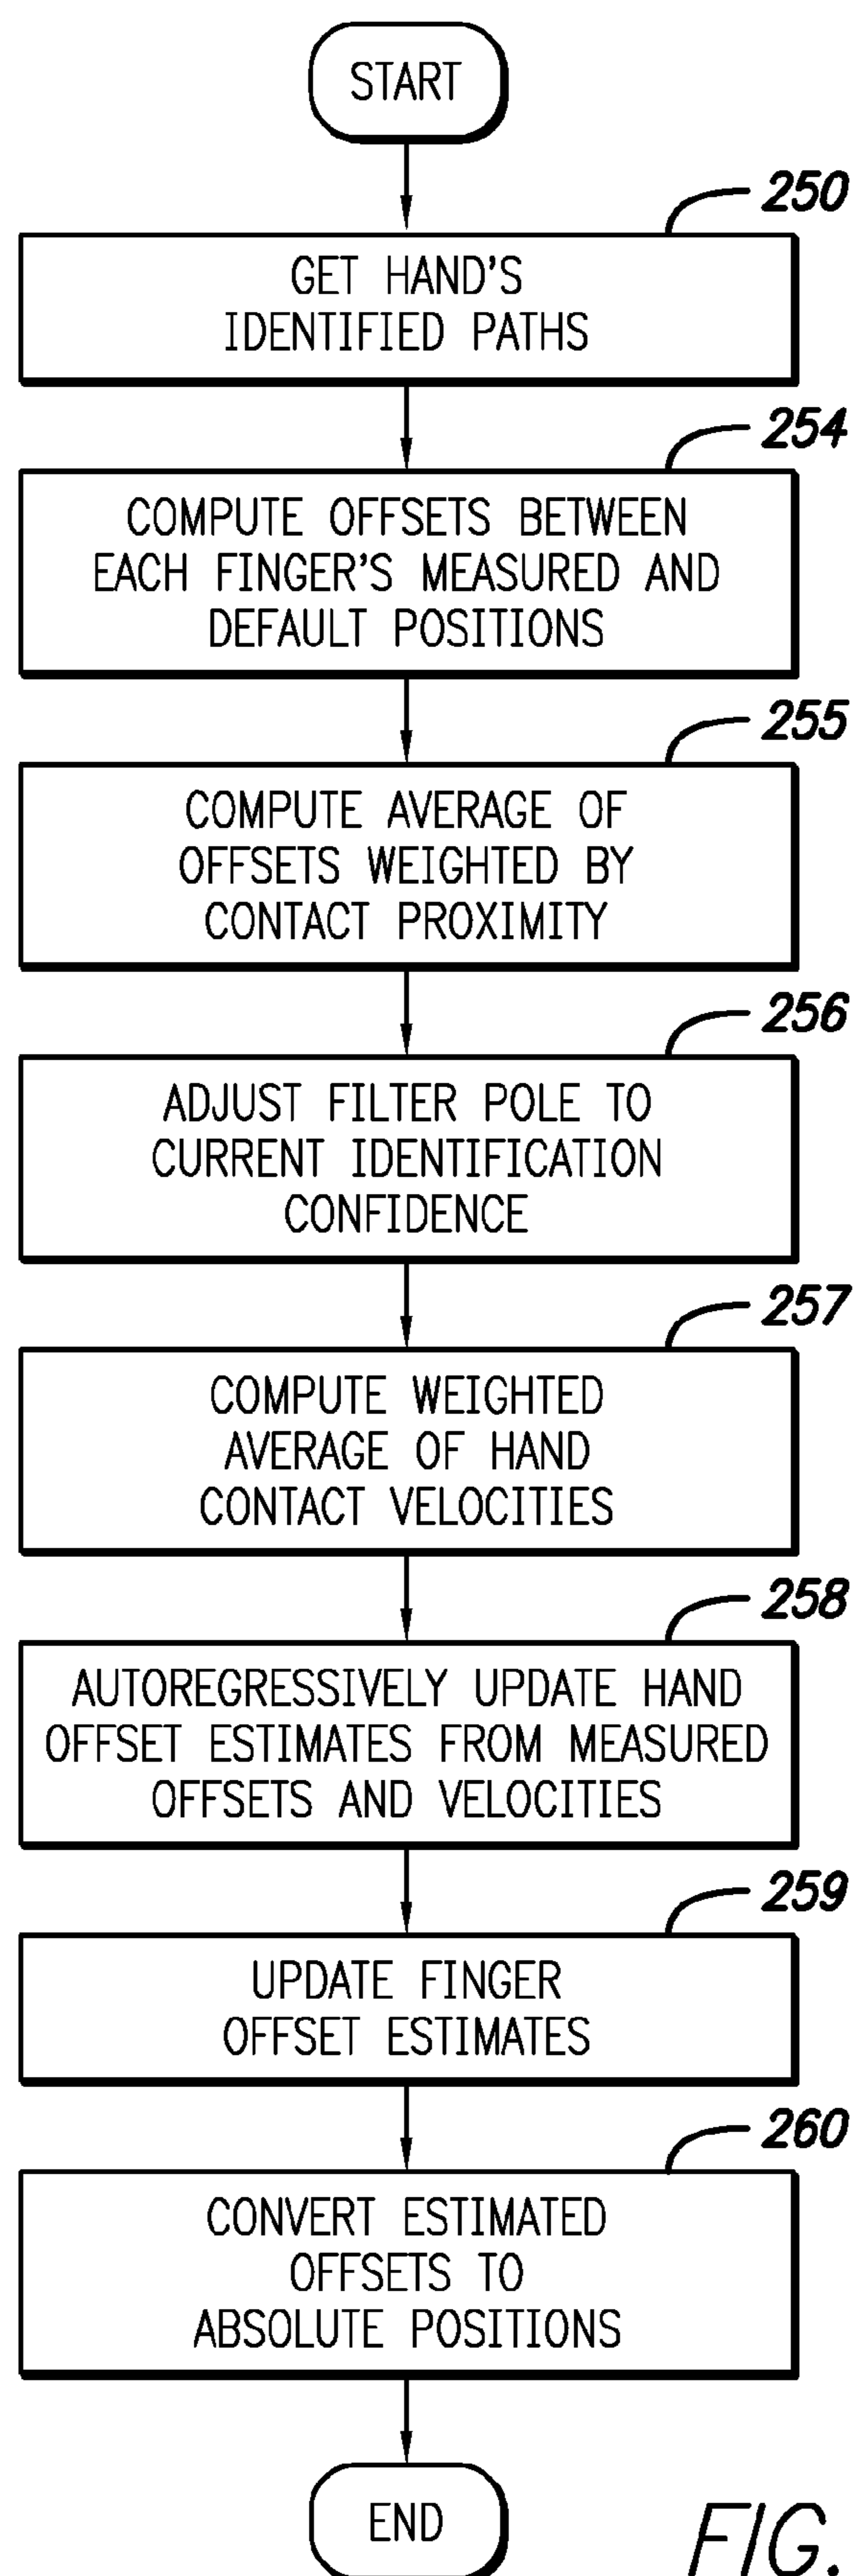 START
250
GET HAND'S
IDENTIFIED PATHS
254
COMPUTE OFFSETS BETWEEN
EACH FINGER'S MEASURED AND
DEFAULT POSITIONS
255
COMPUTE AVERAGE OF
OFFSETS WEIGHTED BY
CONTACT PROXIMITY
256
ADJUST FILTER POLE TO
CURRENT IDENTIFICATION
CONFIDENCE
257
COMPUTE WEIGHTED
AVERAGE OF HAND
CONTACT VELOCITIES
258
AUTOREGRESSIVELY UPDATE HAND
OFFSET ESTIMATES FROM MEASURED
OFFSETS AND VELOCITIES
259
UPDATE FINGER
OFFSET ESTIMATES
260
CONVERT ESTIMATED
OFFSETS TO
ABSOLUTE POSITIONS
END
FIG.